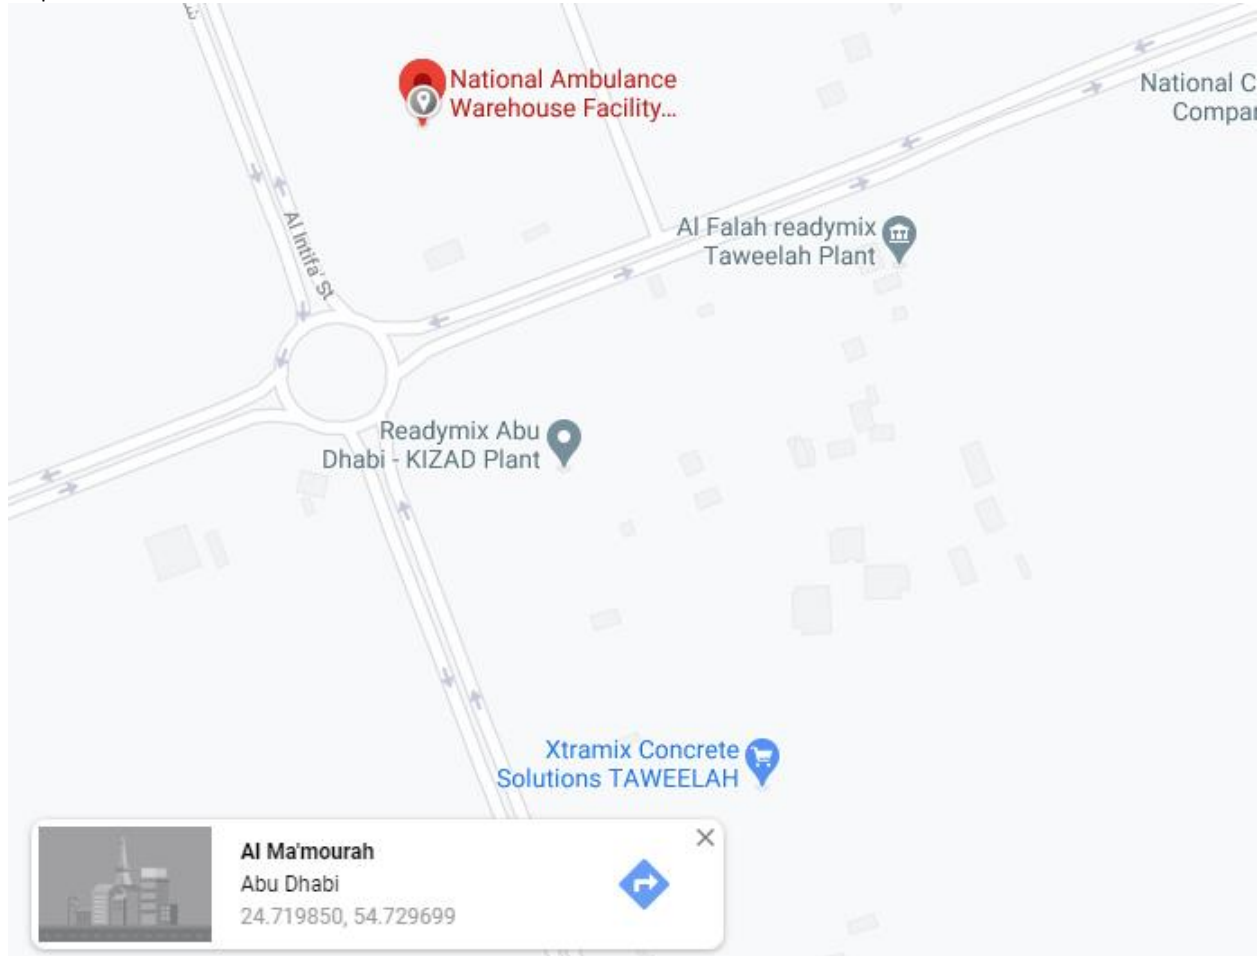 National Ambulance
Warehouse Facility...
National C
Compar
Al Intifa' St
Al Falah readymix
Taweelah Plant
Readymix Abu
Dhabi - KIZAD Plant
Xtramix Concrete
Solutions TAWEELAH
Al Ma'mourah
Abu Dhabi
24.719850, 54.729699